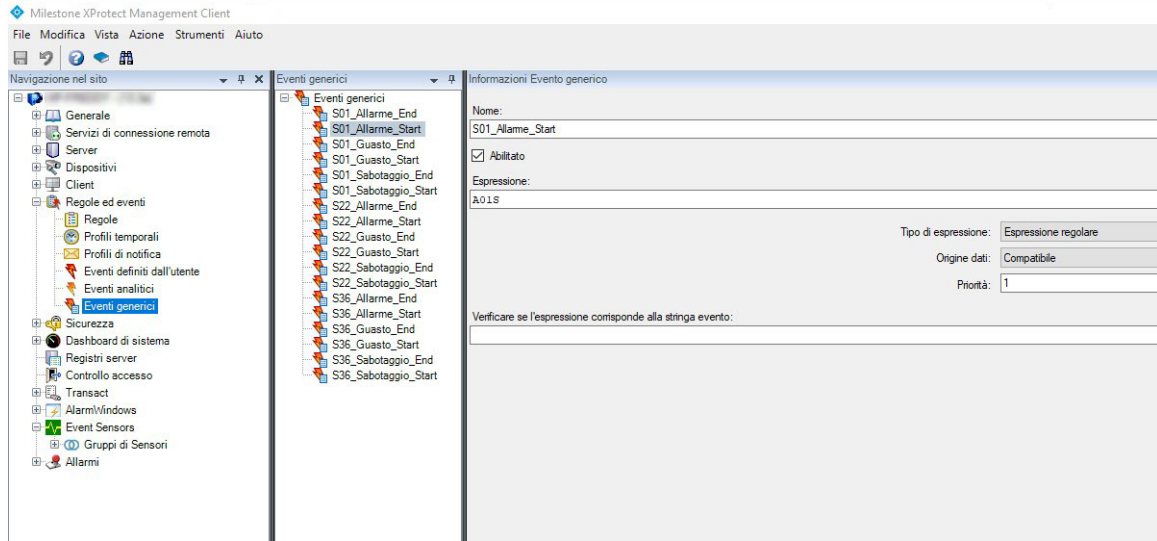 Milestone XProtect Management Client
File Modifica Vista Azione Strumenti Aiuto
Navigazione nel sito
Generale
Servizi di connessione remota
Server
Dispositivi
Client
Regole ed eventi
Regole
Profili temporali
Profili di notifica
Eventi definiti dall'utente
Eventi analitici
Eventi generici
Sicurezza
Dashboard di sistema
Registri server
Controllo accesso
Transact
AlarmWindows
Event Sensors
Gruppi di Sensori
Allarmi
Eventi generici
Eventi generici
S01_Allarme_End
S01_Allarme_Start
S01_Guasto_End
S01_Guasto_Start
S01_Sabotaggio_End
S01_Sabotaggio_Start
S22_Allarme_End
S22_Allarme_Start
S22_Guasto_End
S22_Guasto_Start
S22_Sabotaggio_End
S22_Sabotaggio_Start
S36_Allarme_End
S36_Allarme_Start
S36_Guasto_End
S36_Guasto_Start
S36_Sabotaggio_End
S36_Sabotaggio_Start
Informazioni Evento generico
Nome:
S01_Allarme_Start
Abilitato
Espressione:
A01S
Tipo di espressione: Espressione regolare
Origine dati: Compatibile
Priorità: 1
Verificare se l'espressione corrisponde alla stringa evento: